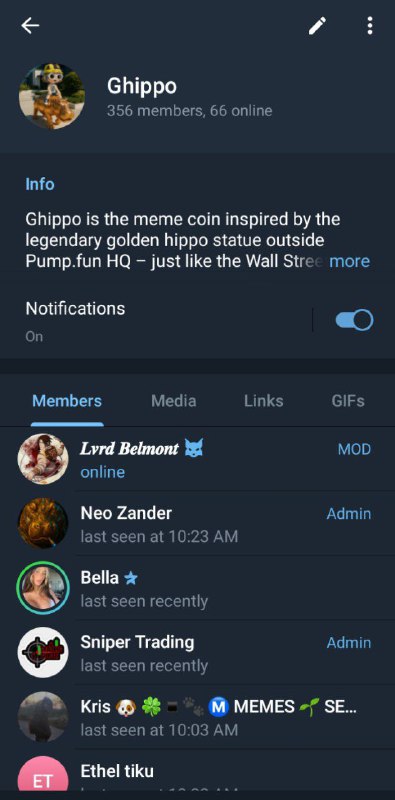 Ghippo
356 members, 66 online
Info
Ghippo is the meme coin inspired by the
legendary golden hippo statue outside
Pump.fun HQ – just like the Wall Stree more
Notifications
On
Members Media Links GIFs
Lvrd Belmont MOD
online
Neo Zander Admin
last seen at 10:23 AM
Bella
last seen recently
Sniper Trading Admin
last seen recently
Kris 🐶 🍀 ▪️ 🐾 Ⓜ️ MEMES 🌱 SE...
last seen at 10:03 AM
ET Ethel tiku